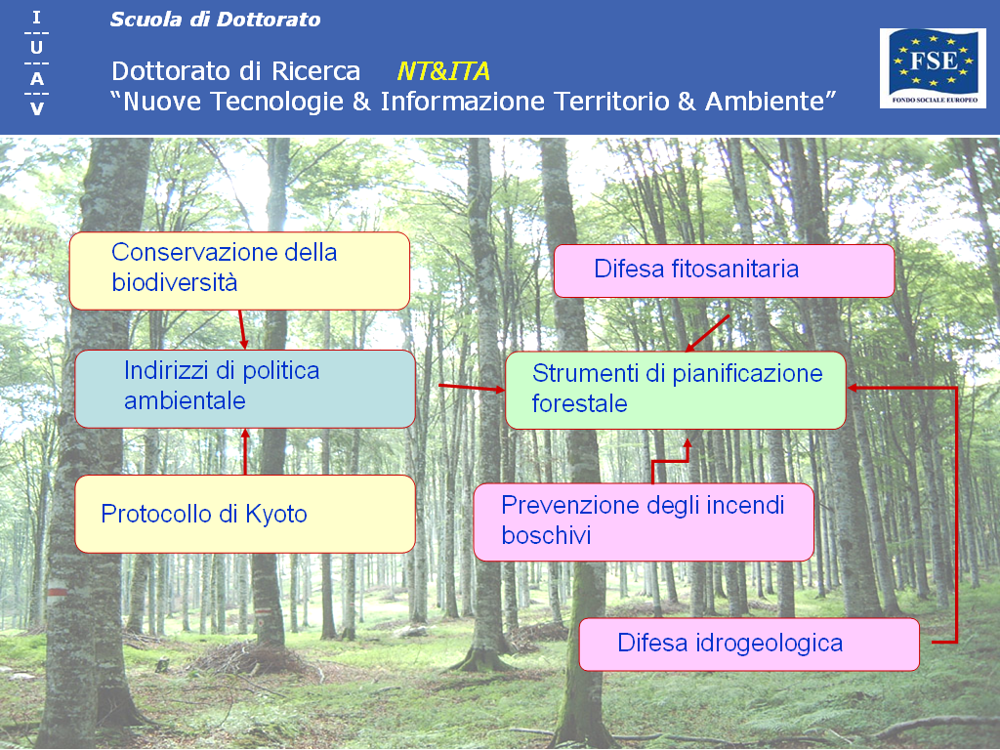 I
U
A
V
Scuola di Dottorato
Dottorato di Ricerca NT&ITA
“Nuove Tecnologie & Informazione Territorio & Ambiente”
FSE
FONDO SOCIALE EUROPEO
Conservazione della
biodiversità
Difesa fitosanitaria
Indirizzi di politica
ambientale
Strumenti di pianificazione
forestale
Protocollo di Kyoto
Prevenzione degli incendi
boschivi
Difesa idrogeologica